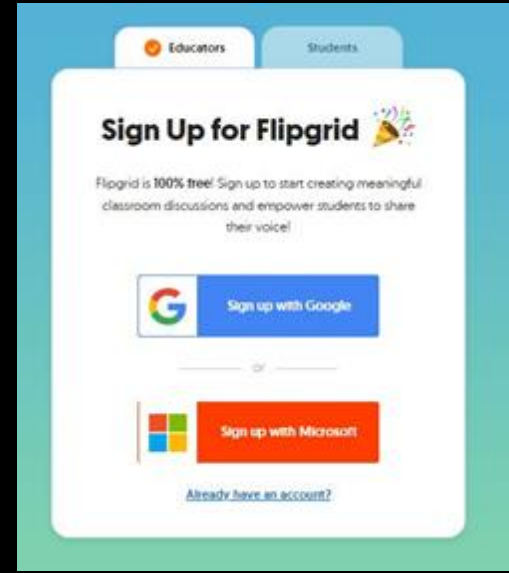 Educators
Students
Sign Up for Flipgrid
Flipgrid is 100% free! Sign up to start creating meaningful
classroom discussions and empower students to share
their voice!
Sign up with Google
or
Sign up with Microsoft
Already have an account?